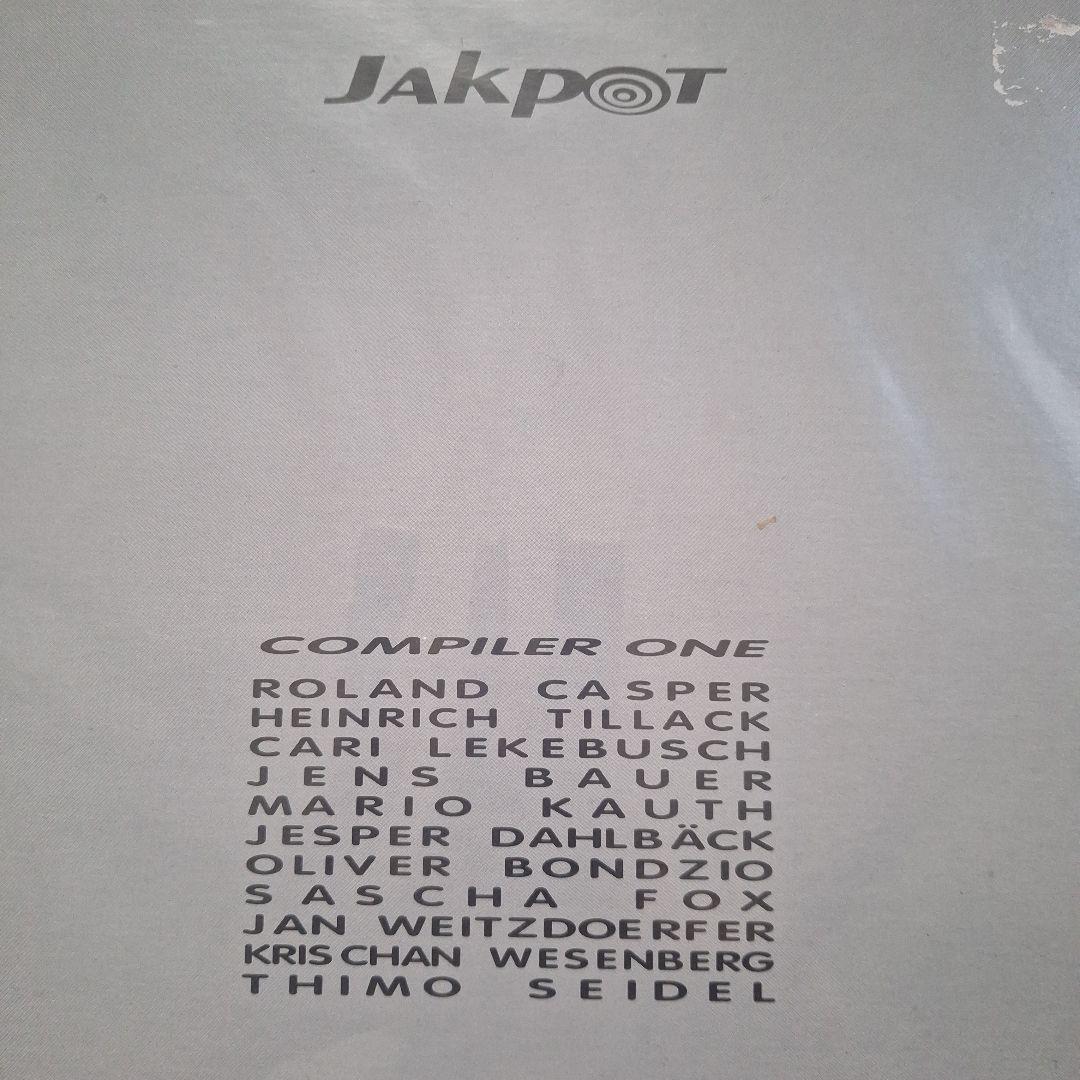 JAKPOT
COMPILER ONE
ROLAND CASPER
HEINRICH TILLACK
CARI LEKEBUSCH
JENS BAUER
MARIO KAUTH
JESPER DAHLBÄCK
OLIVER BONDZIO
SASCHA FOX
JAN WEITZDOERFER
KRISCHAN WESENBERG
THIMO SEIDEL